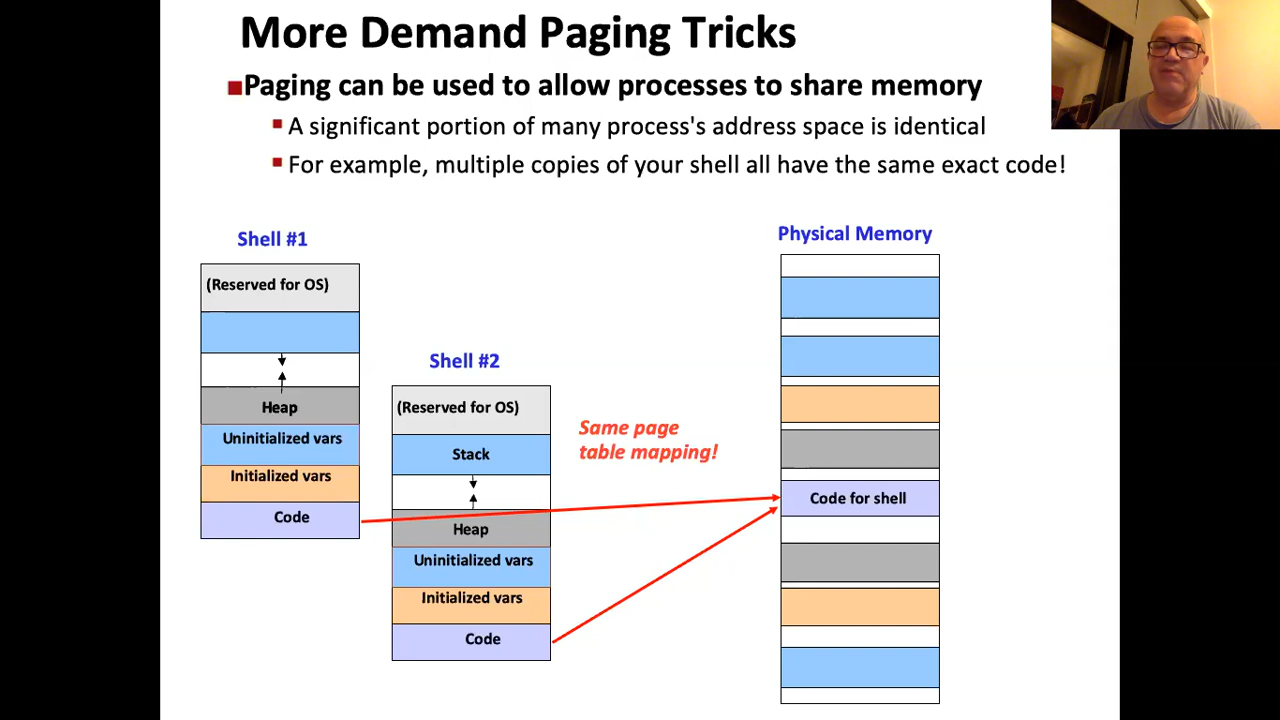 More Demand Paging Tricks
Paging can be used to allow processes to share memory
A significant portion of many process's address space is identical
For example, multiple copies of your shell all have the same exact code!
Shell #1
(Reserved for OS)
Heap
Uninitialized vars
Initialized vars
Code
Shell #2
(Reserved for OS)
Stack
Heap
Uninitialized vars
Initialized vars
Code
Same page
table mapping!
Physical Memory
Code for shell